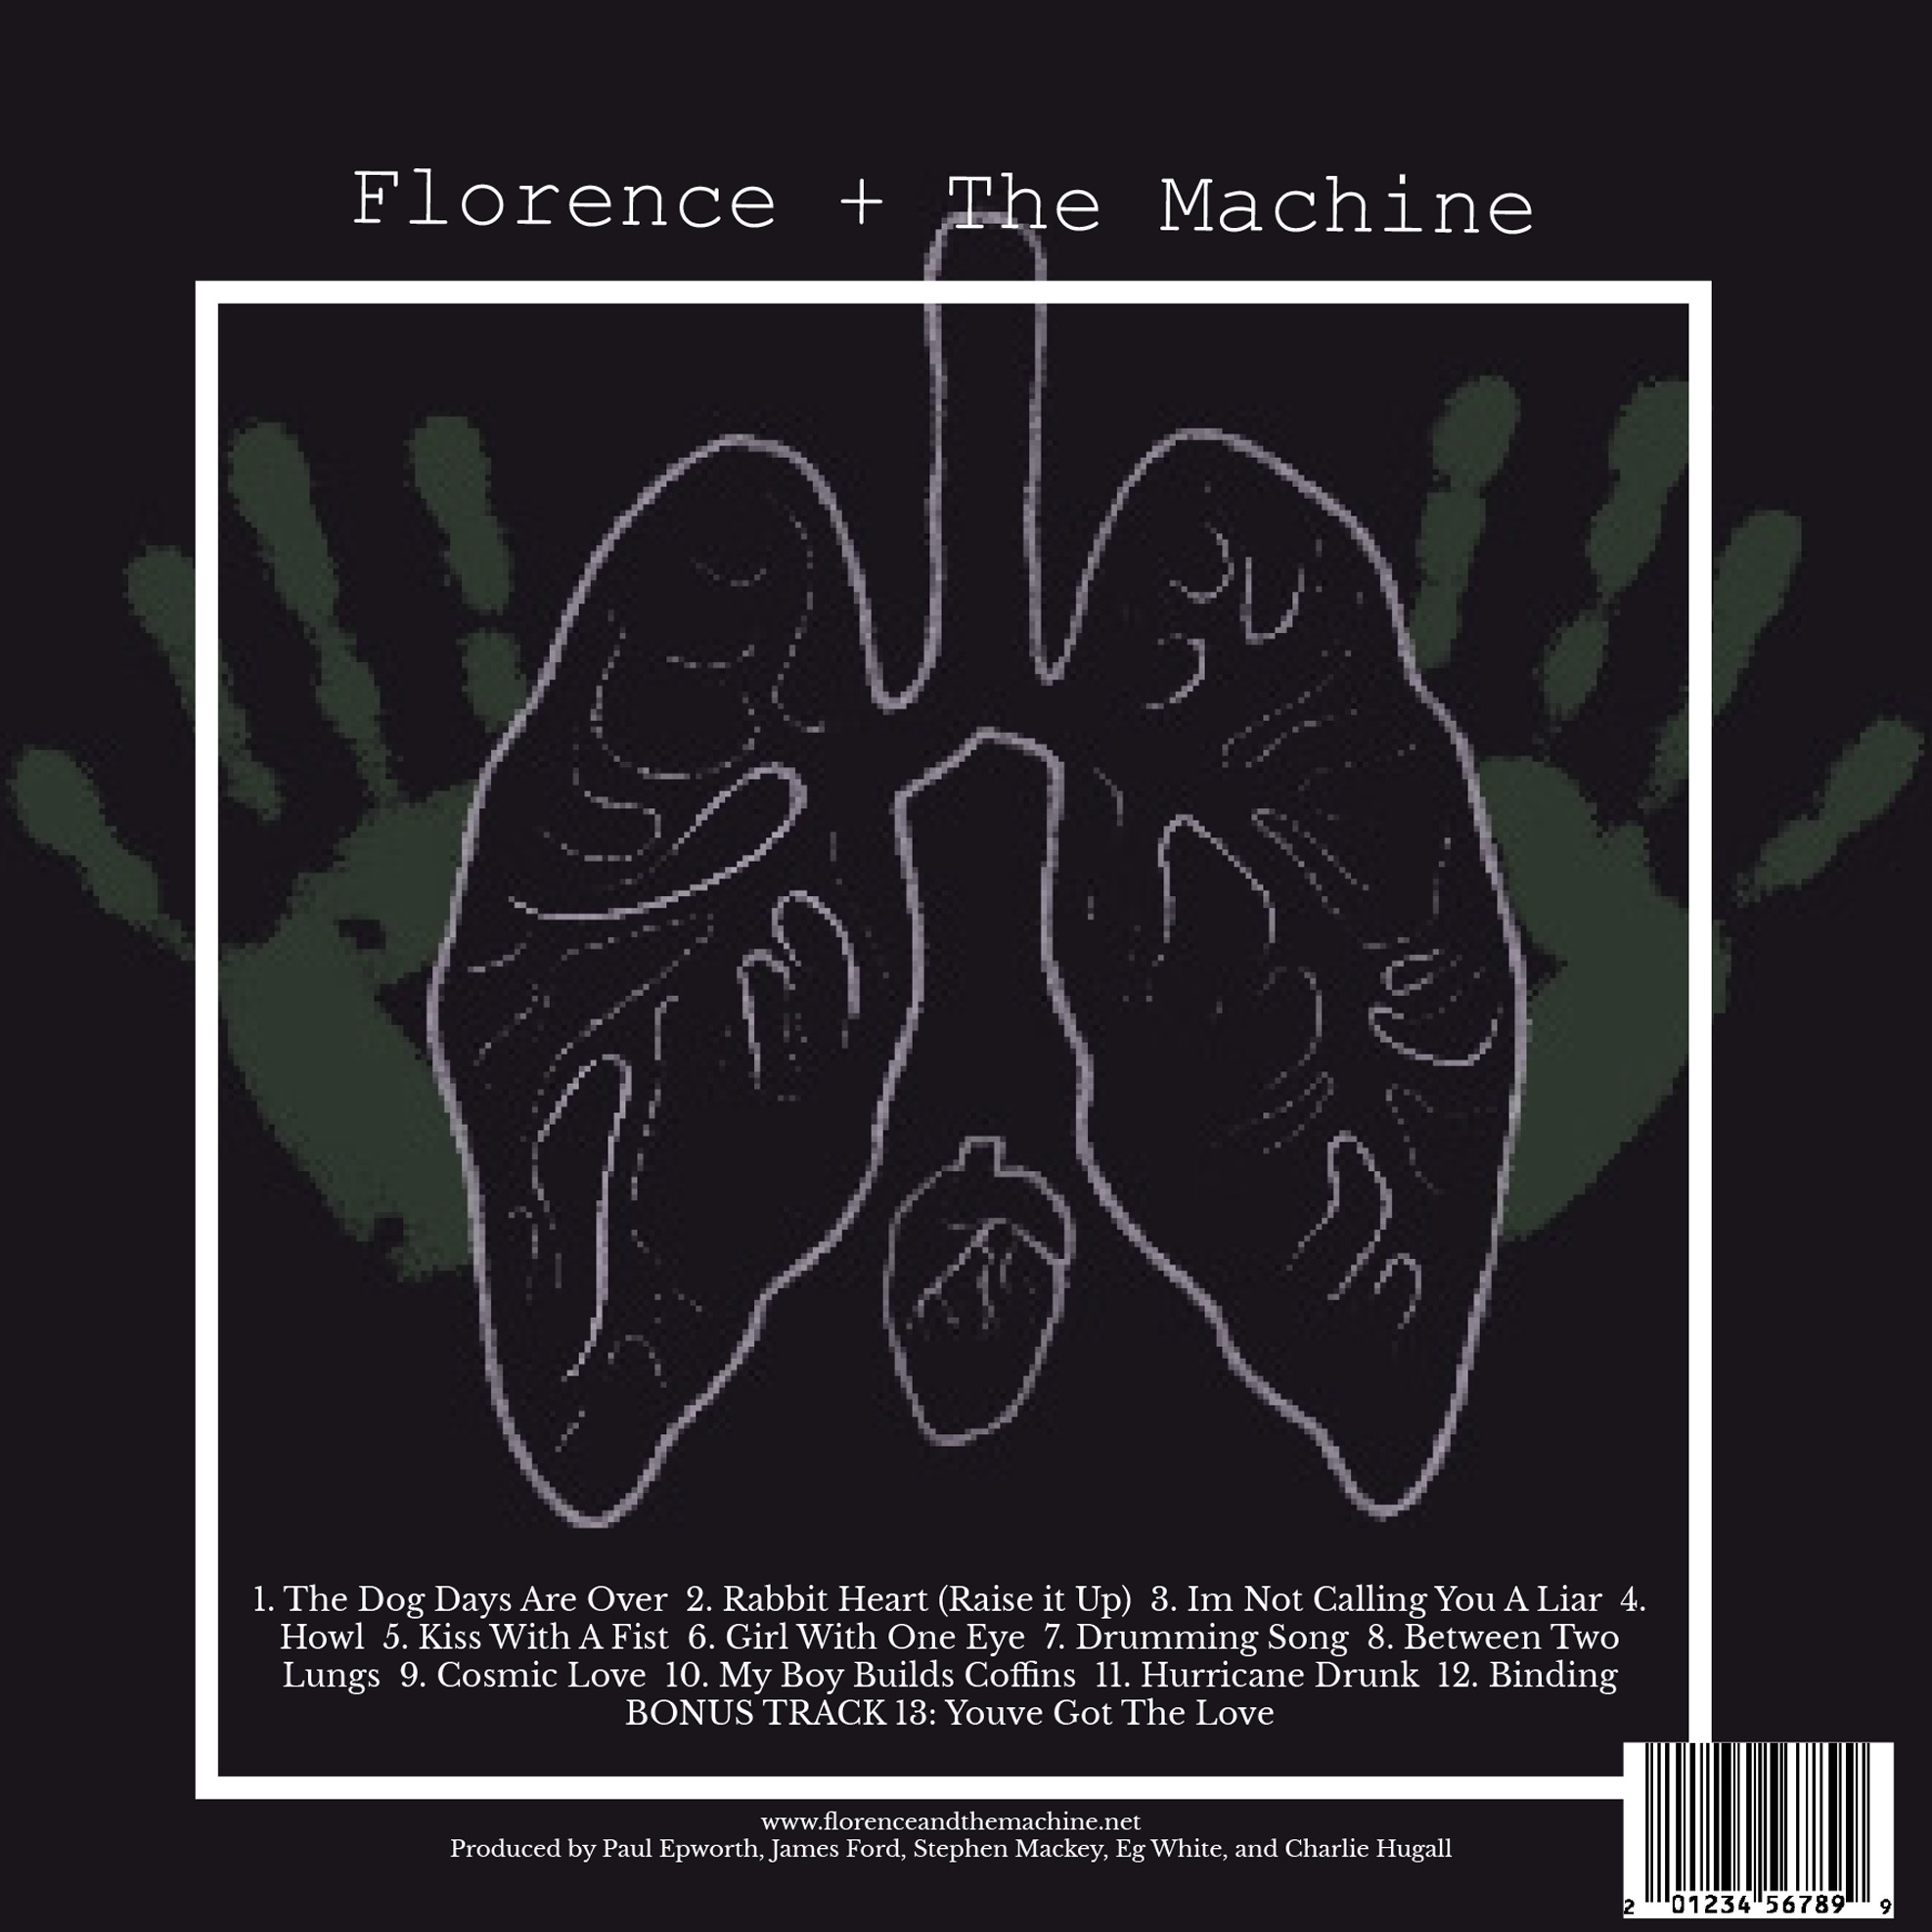 Florence + The Machine
1. The Dog Days Are Over 2. Rabbit Heart (Raise it Up) 3. Im Not Calling You A Liar 4.
Howl 5. Kiss With A Fist 6. Girl With One Eye 7. Drumming Song 8. Between Two
Lungs 9. Cosmic Love 10. My Boy Builds Coffins 11. Hurricane Drunk 12. Binding
BONUS TRACK 13: Youve Got The Love
www.florenceandthemachine.net
Produced by Paul Epworth, James Ford, Stephen Mackey, Eg White, and Charlie Hugall
2 01234 56789 9